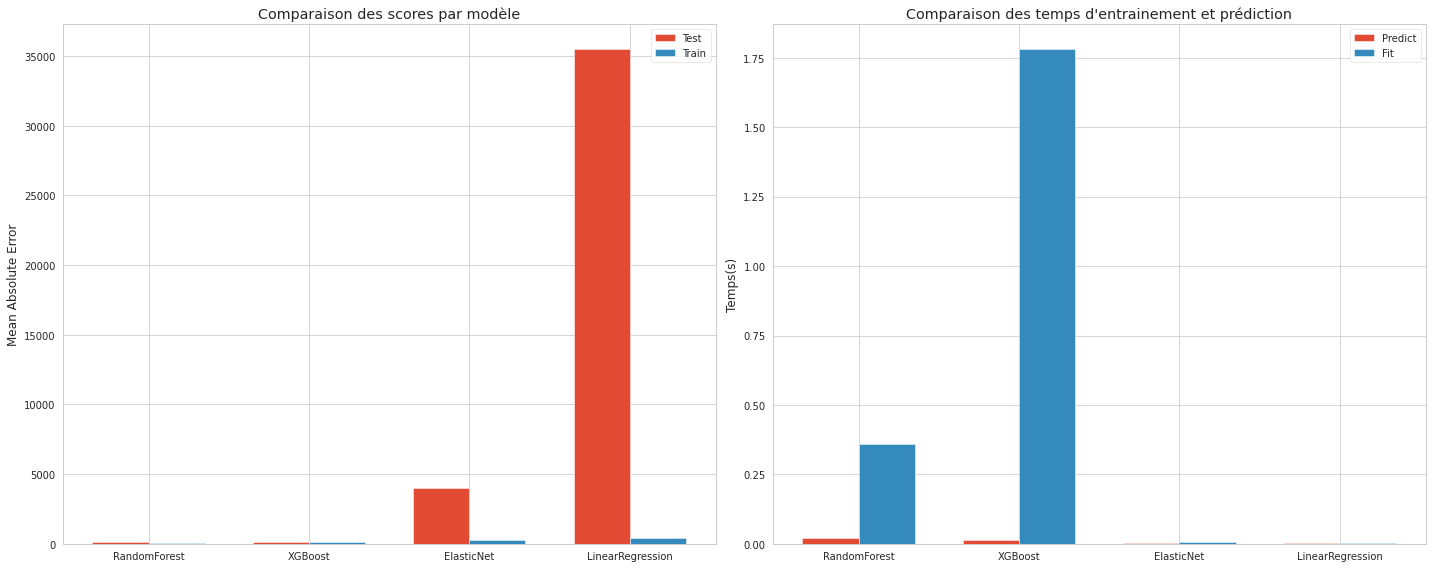 Comparaison des scores par modèle
Test
Train
Mean Absolute Error
35000
30000
25000
20000
15000
10000
5000
0
RandomForest
XGBoost
ElasticNet
LinearRegression
Comparaison des temps d'entrainement et prédiction
Predict
Fit
Temps(s)
1.75
1.50
1.25
1.00
0.75
0.50
0.25
0.00
RandomForest
XGBoost
ElasticNet
LinearRegression